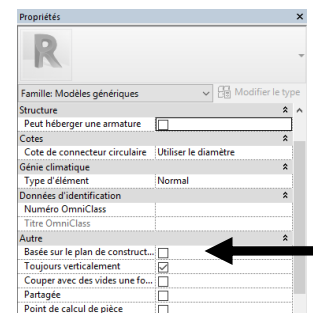 Propriétés
R
Famille: Modèles génériques
Modifier le type
Structure
Peut héberger une armature
Cotes
Cote de connecteur circulaire Utiliser le diamètre
Génie climatique
Type d'élément Normal
Données d'identification
Numéro OmniClass
Titre OmniClass
Autre
Basée sur le plan de construct...
Toujours verticalement
Couper avec des vides une fo...
Partagée
Point de calcul de pièce